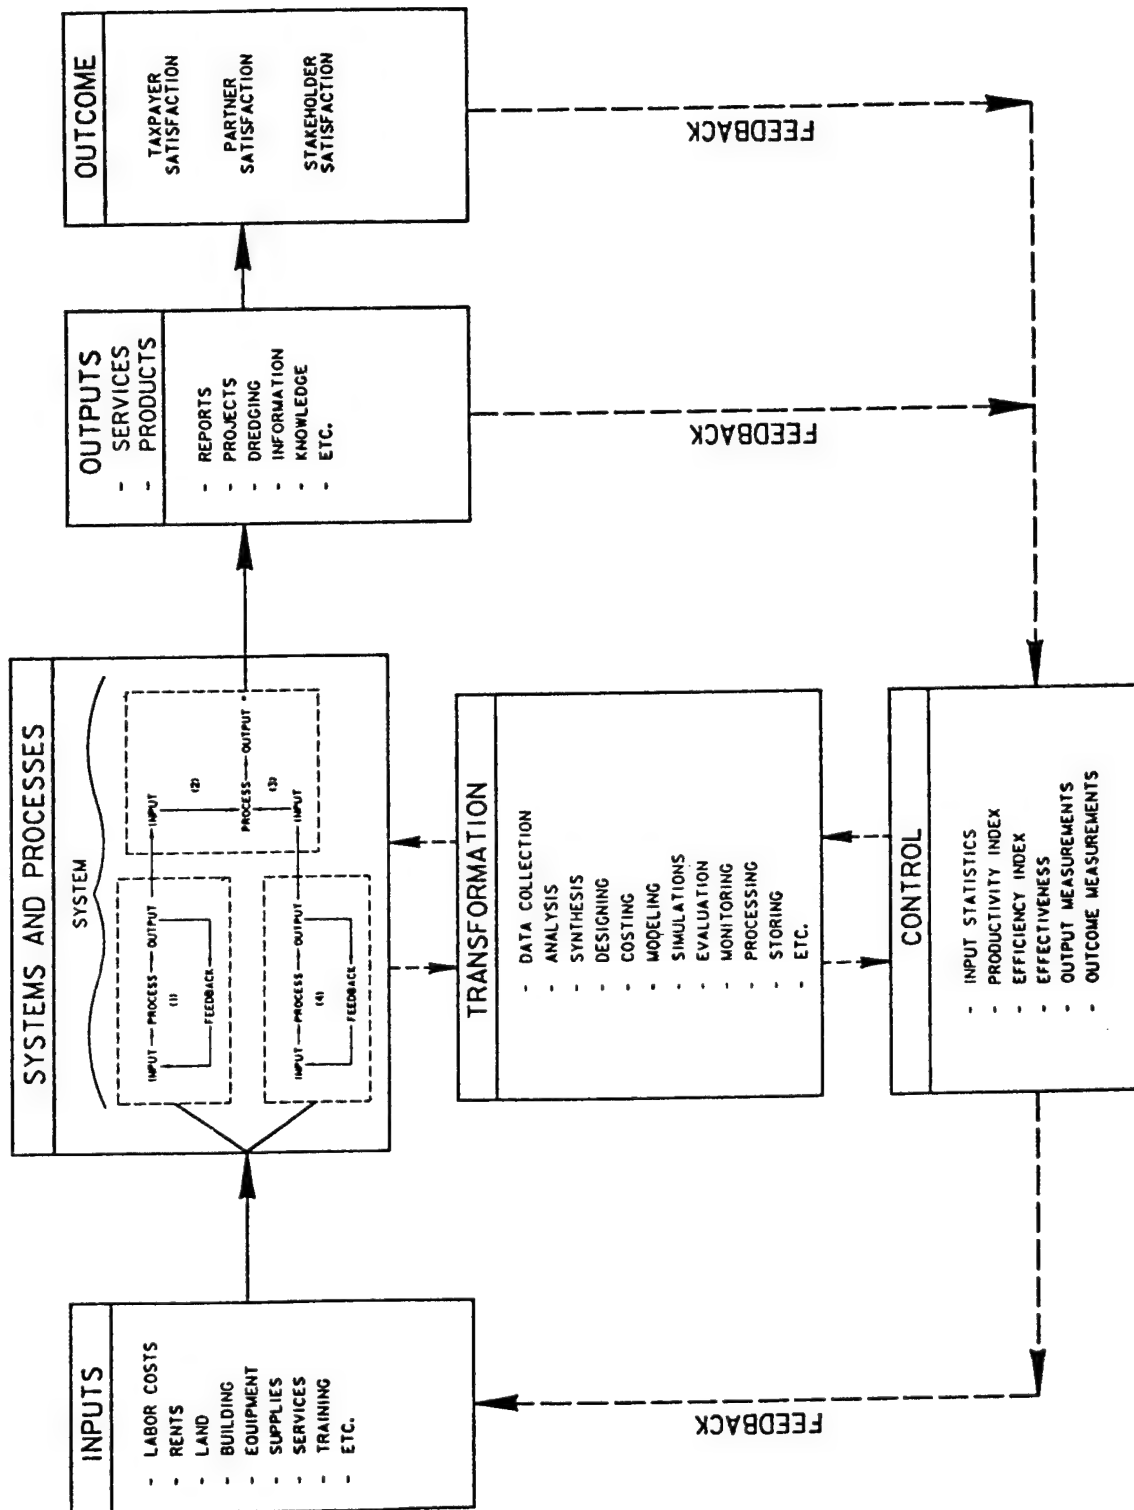 INPUTS
- LABOR COSTS
- RENTS
- LAND
- BUILDING
- EQUIPMENT
- SUPPLIES
- SERVICES
- TRAINING
- ETC.
SYSTEMS AND PROCESSES
SYSTEM
INPUT PROCESS OUTPUT
(1)
FEEDBACK
INPUT
(2)
PROCESS OUTPUT
(3)
INPUT
INPUT PROCESS OUTPUT
(4)
FEEDBACK
OUTPUTS
- SERVICES
- PRODUCTS
- REPORTS
- PROJECTS
- DREDGING
- INFORMATION
- KNOWLEDGE
- ETC.
OUTCOME
TAXPAYER
SATISFACTION
PARTNER
SATISFACTION
STAKEHOLDER
SATISFACTION
TRANSFORMATION
- DATA COLLECTION
- ANALYSIS
- SYNTHESIS
- DESIGNING
- COSTING
- MODELING
- SIMULATIONS
- EVALUATION
- MONITORING
- PROCESSING
- STORING
- ETC.
CONTROL
- INPUT STATISTICS
- PRODUCTIVITY INDEX
- EFFICIENCY INDEX
- EFFECTIVENESS
- OUTPUT MEASUREMENTS
- OUTCOME MEASUREMENTS
FEEDBACK
FEEDBACK
FEEDBACK